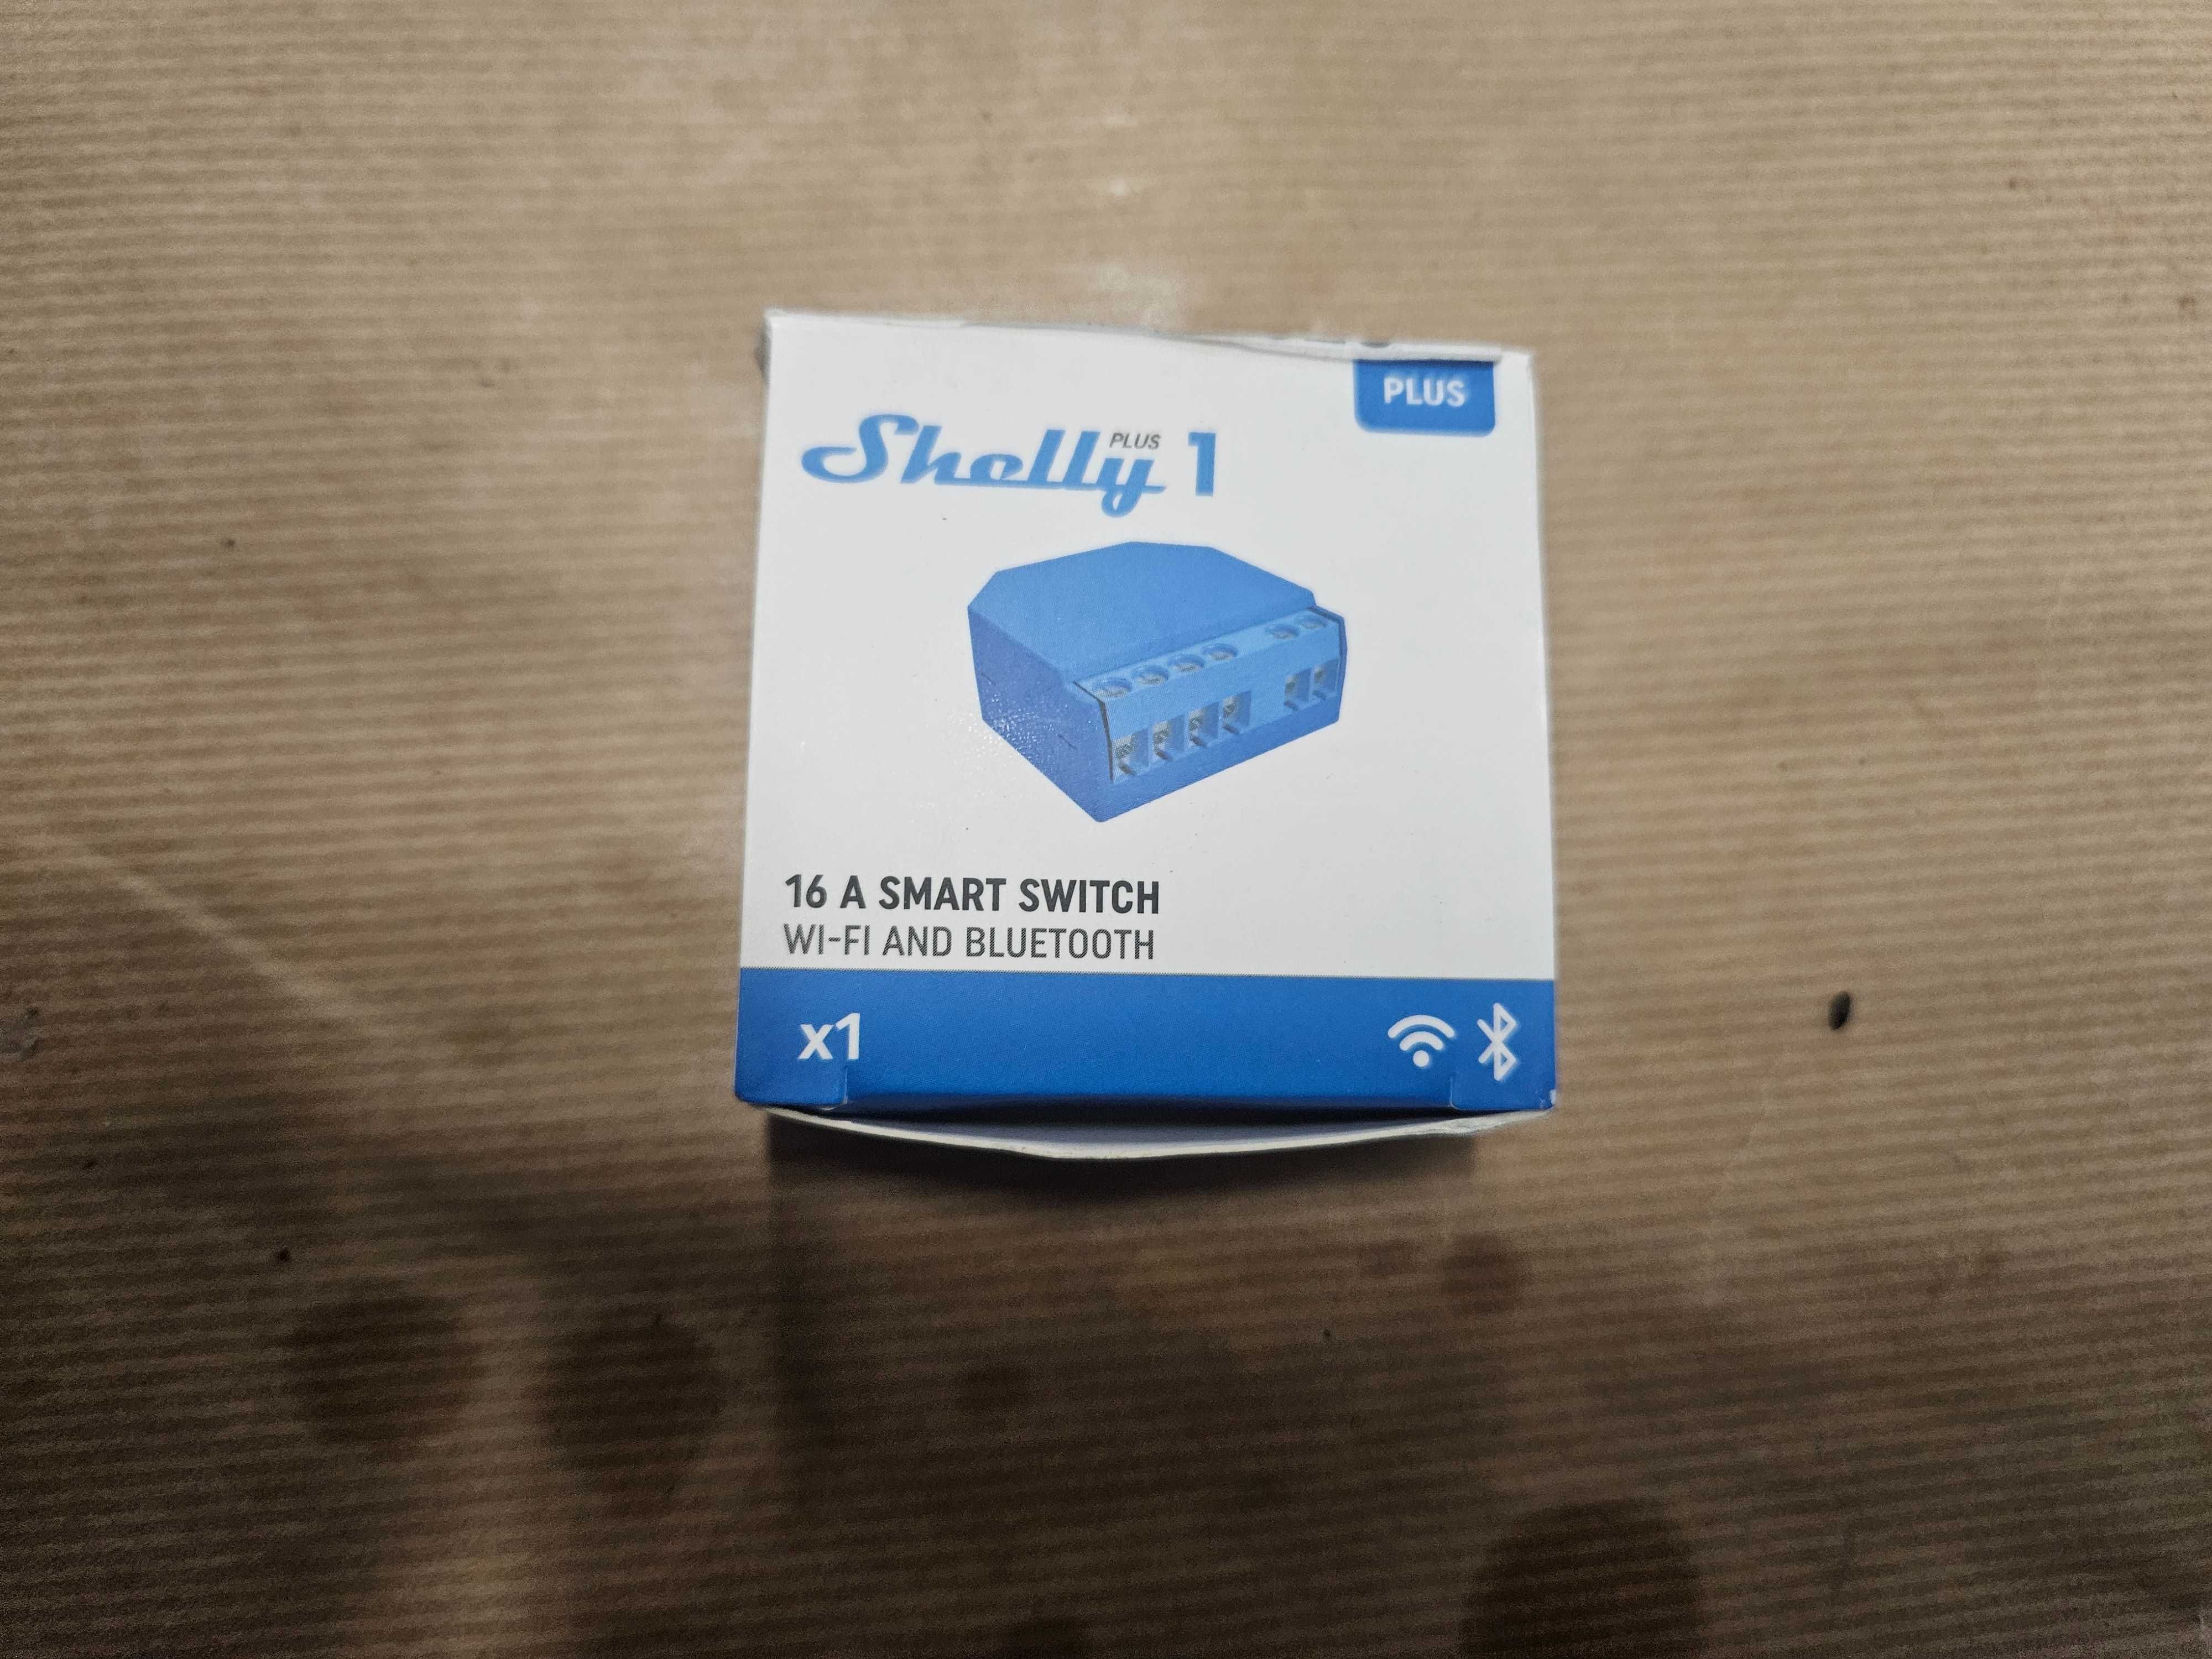 PLUS
Shelly PLUS 1
16 A SMART SWITCH
WI-FI AND BLUETOOTH
x1